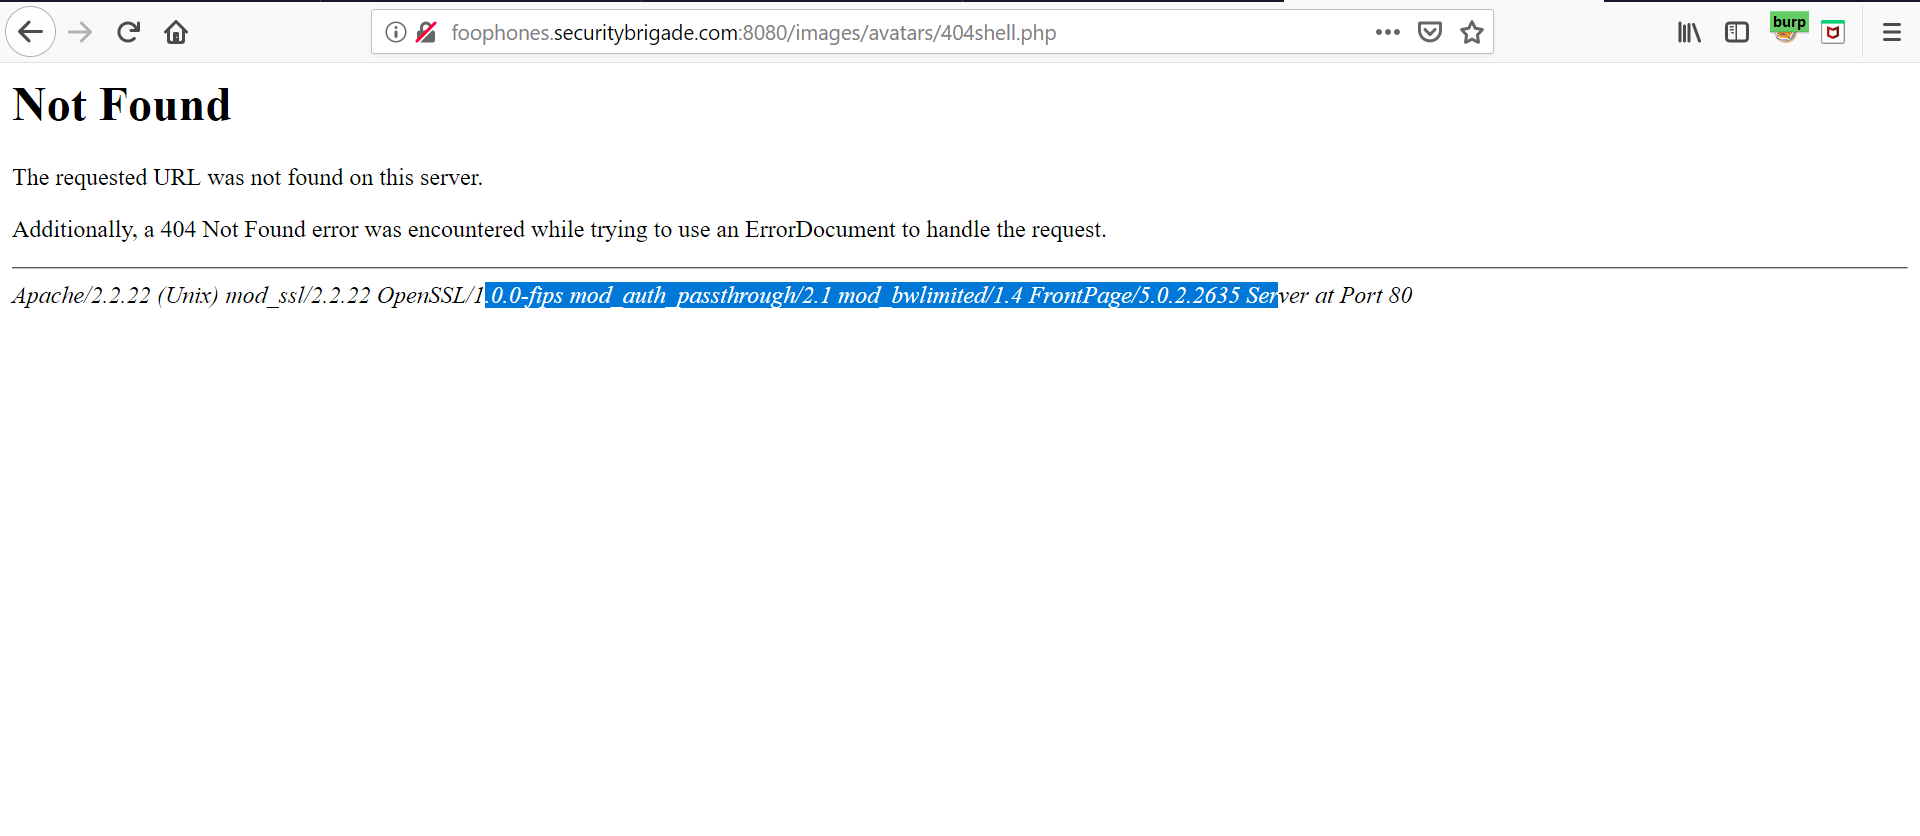 foophones.securitybrigade.com:8080/images/avatars/404shell.php
burp
Not Found
The requested URL was not found on this server.
Additionally, a 404 Not Found error was encountered while trying to use an ErrorDocument to handle the request.
Apache/2.2.22 (Unix) mod_ssl/2.2.22 OpenSSL/1.0.0-fips mod_auth_passthrough/2.1 mod_bwlimited/1.4 FrontPage/5.0.2.2635 Server at Port 80